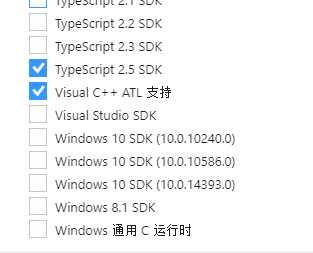 TypeScript 2.1 SDK
TypeScript 2.2 SDK
TypeScript 2.3 SDK
TypeScript 2.5 SDK
Visual C++ ATL 支持
Visual Studio SDK
Windows 10 SDK (10.0.10240.0)
Windows 10 SDK (10.0.10586.0)
Windows 10 SDK (10.0.14393.0)
Windows 8.1 SDK
Windows 通用 C 运行时